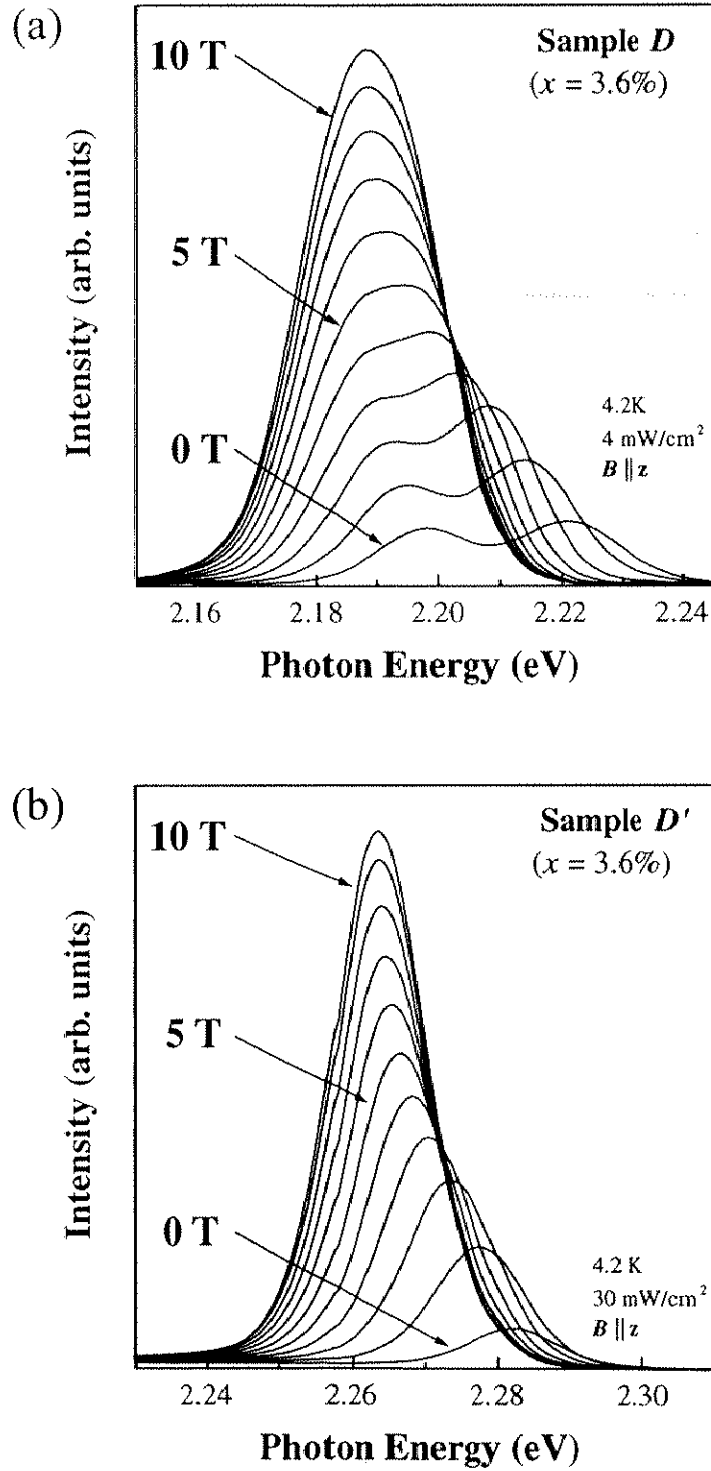 (a)
10 T
Sample D
(x = 3.6‰)
5 T
0 T
4.2K
4 mW/cm²
B || z
Intensity (arb. units)
2.16 2.18 2.20 2.22 2.24
Photon Energy (eV)
(b)
10 T
Sample D'
(x = 3.6‰)
5 T
0 T
4.2 K
30 mW/cm²
B || z
Intensity (arb. units)
2.24 2.26 2.28 2.30
Photon Energy (eV)